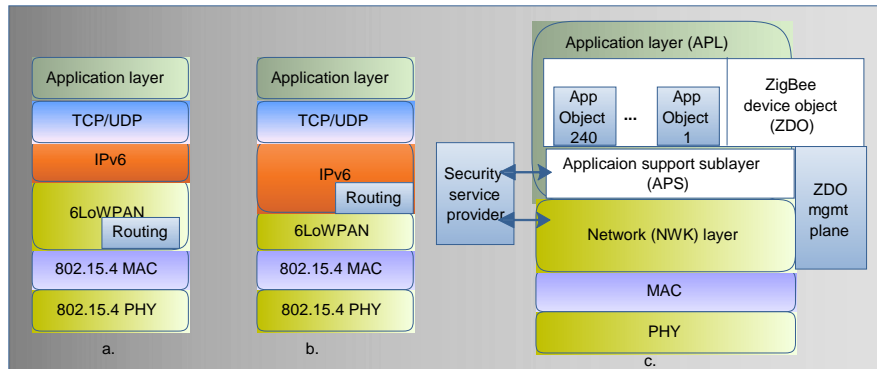 Application layer
TCP/UDP
IPv6
6LoWPAN
Routing
802.15.4 MAC
802.15.4 PHY
a.
Application layer
TCP/UDP
IPv6
Routing
6LoWPAN
802.15.4 MAC
802.15.4 PHY
b.
Application layer (APL)
App
Object
240
...
App
Object
1
ZigBee
device object
(ZDO)
Security
service
provider
Applicaion support sublayer
(APS)
ZDO
mgmt
plane
Network (NWK) layer
MAC
PHY
c.